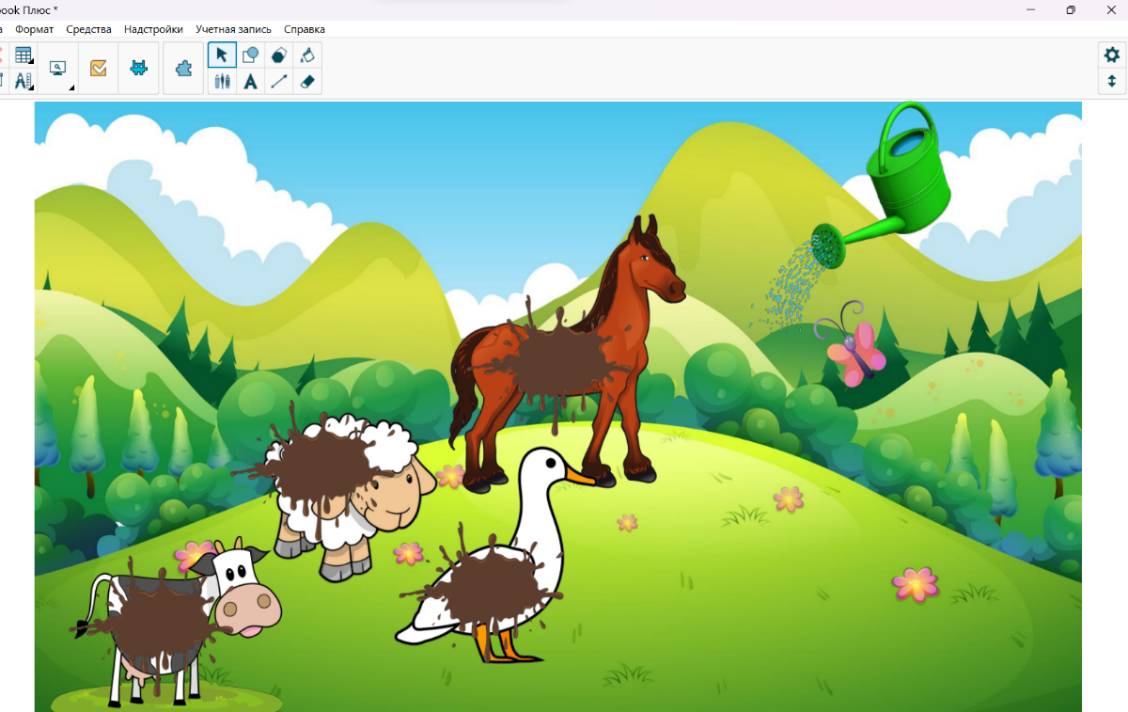 ook Плюс *
Формат Средства Надстройки Учетная запись Справка